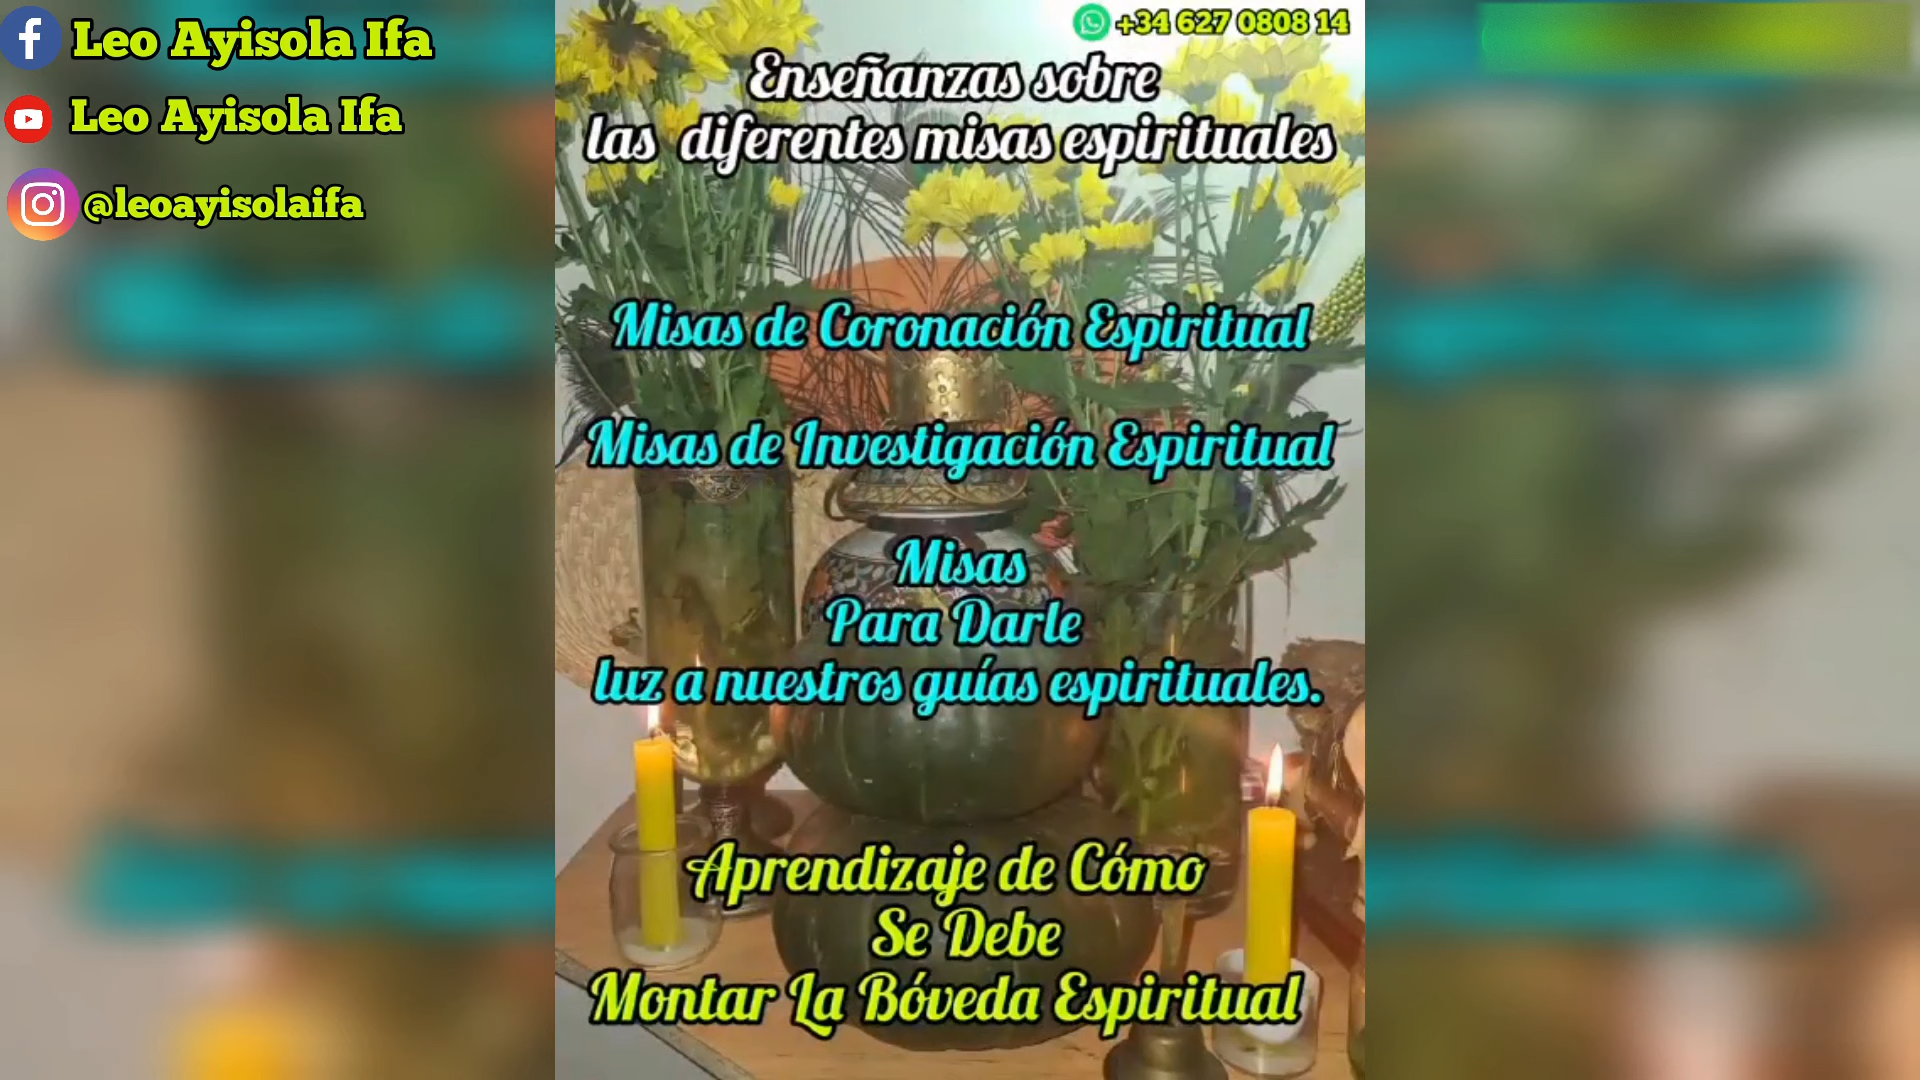 Leo Ayisola Ifa
Leo Ayisola Ifa
@leoayisolaifa
+34 627 0808 14
Enseñanzas sobre
las diferentes misas espirituales
Misas de Coronación Espiritual
Misas de Investigación Espiritual
Misas
Para Darle
luz a nuestros guías espirituales.
Aprendizaje de Cómo
Se Debe
Montar La Bóveda Espiritual